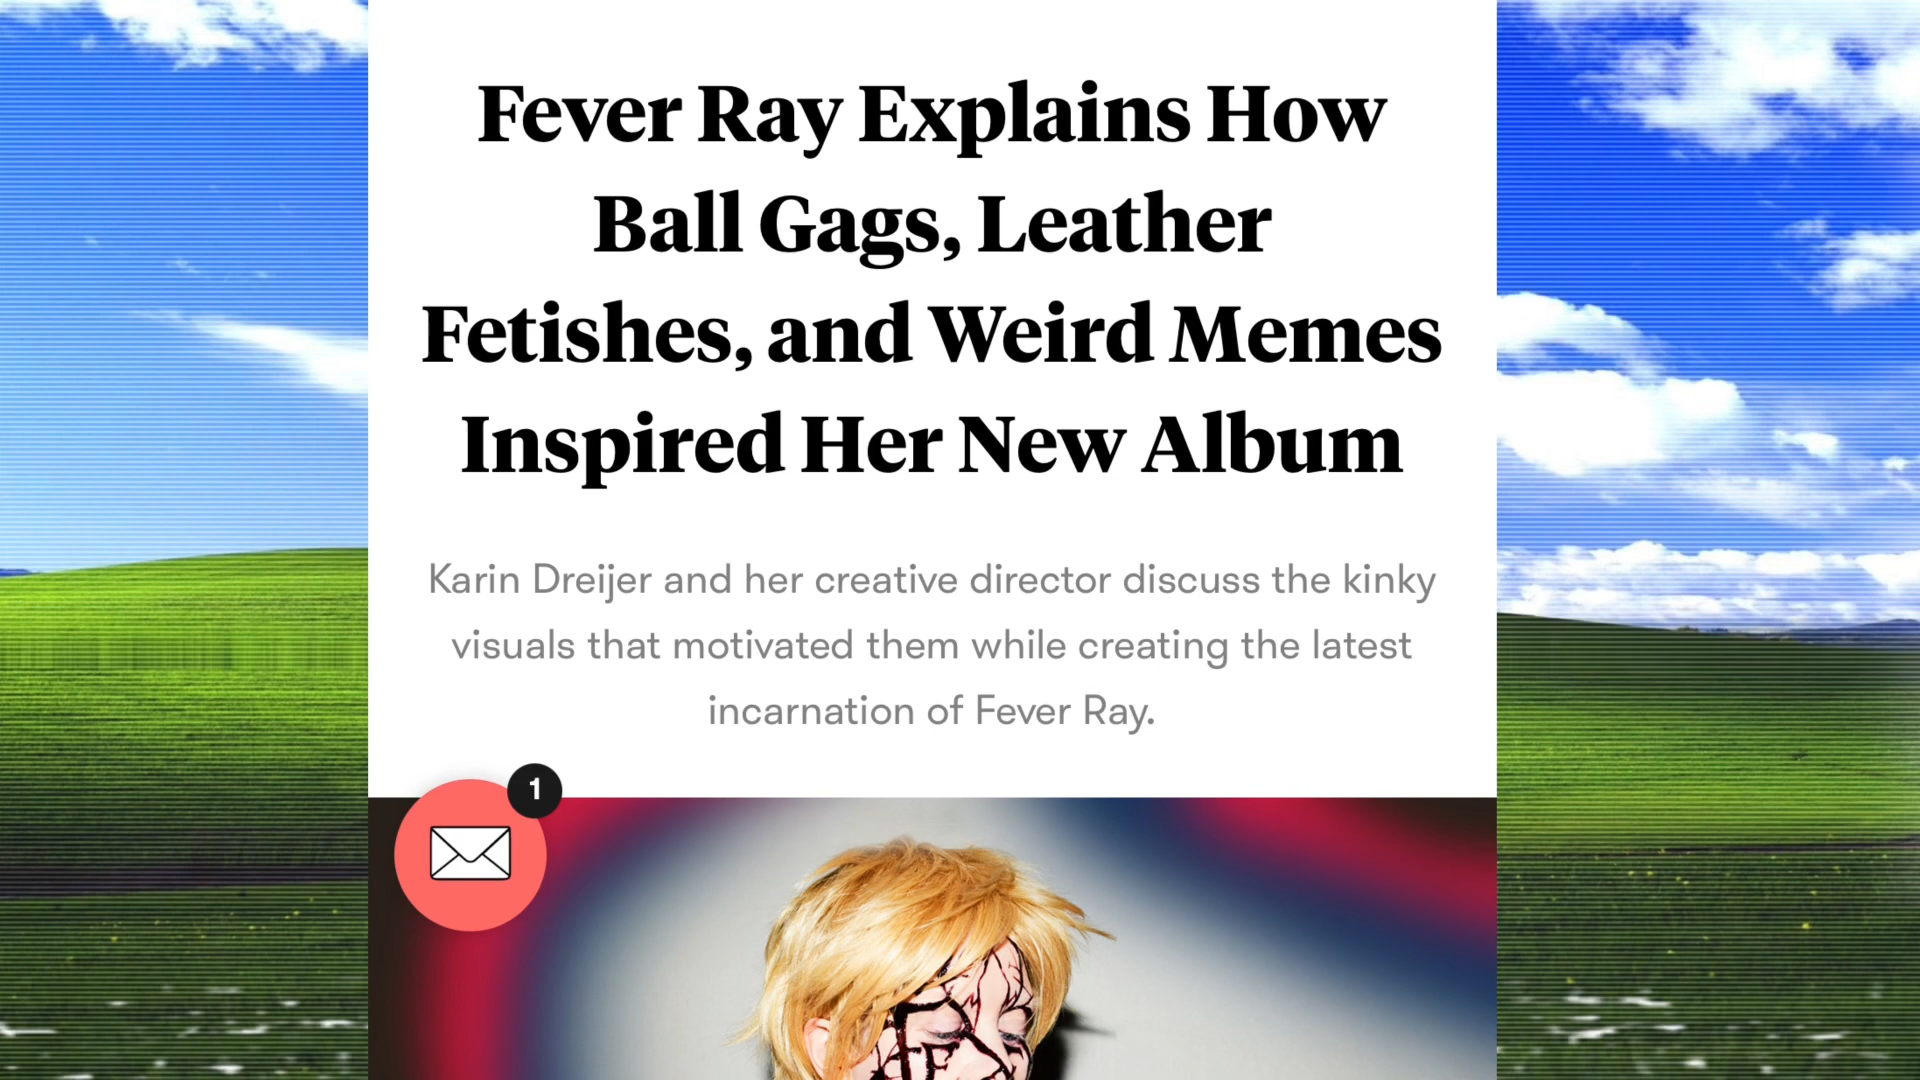 Fever Ray Explains How
Ball Gags, Leather
Fetishes, and Weird Memes
Inspired Her New Album
Karin Dreijer and her creative director discuss the kinky
visuals that motivated them while creating the latest
incarnation of Fever Ray.
1